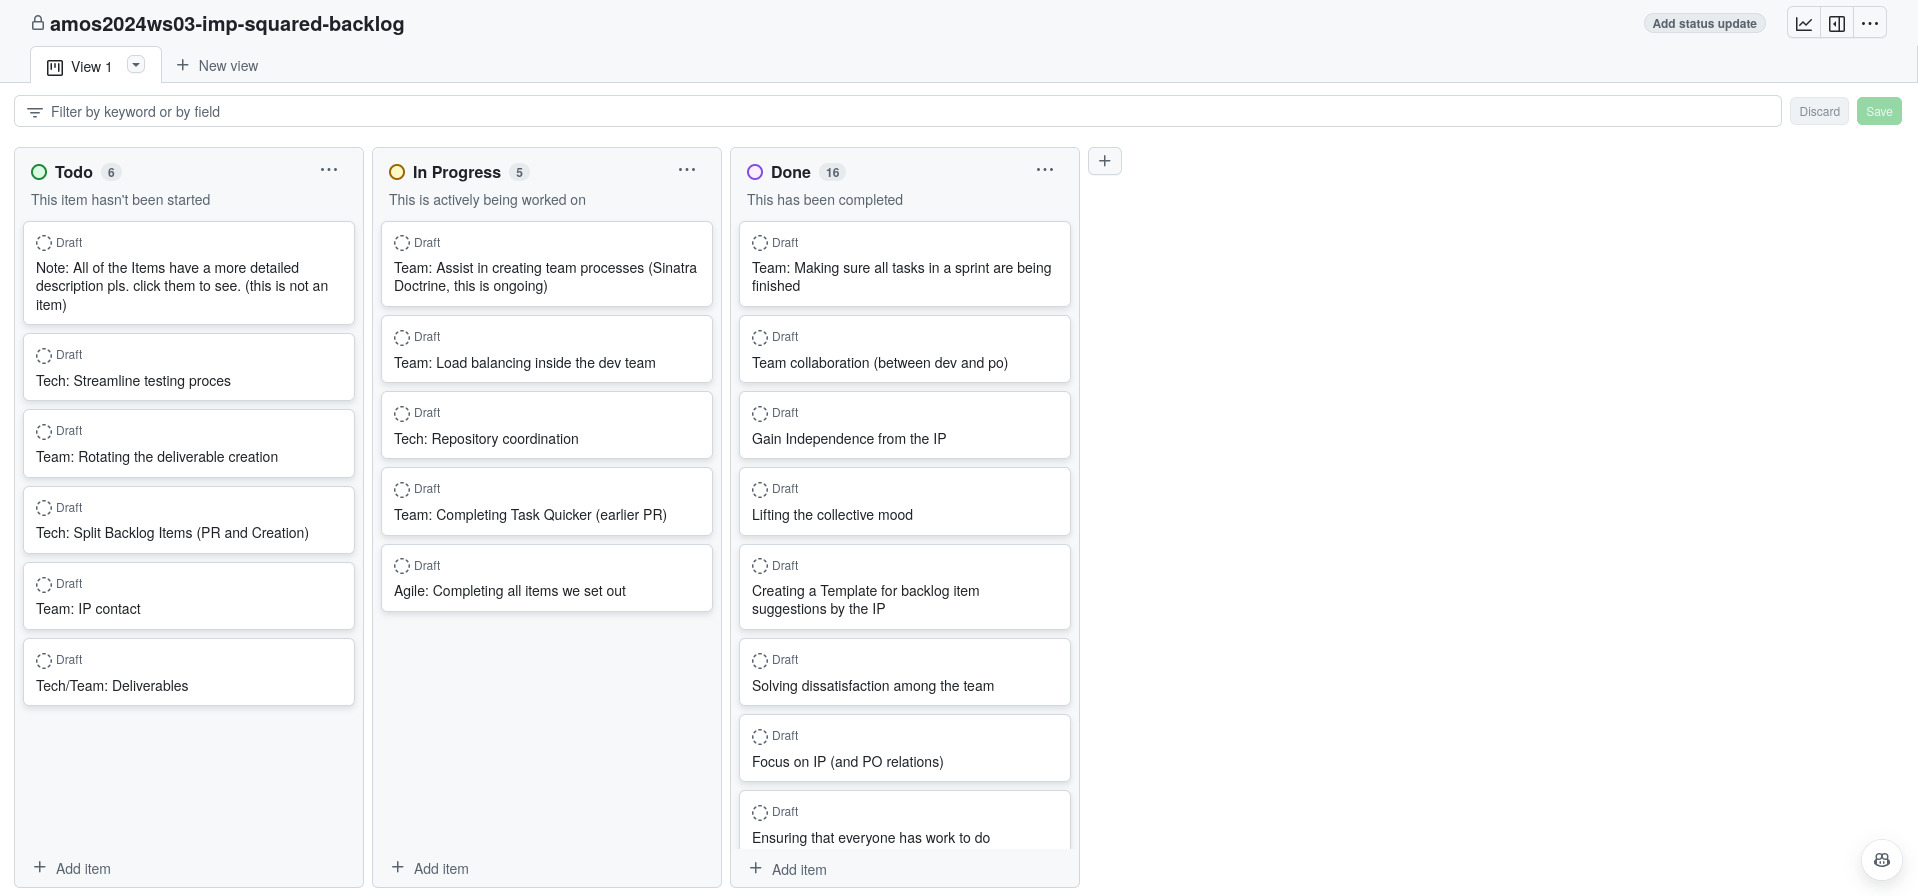 amos2024ws03-imp-squared-backlog
Add status update
View 1
New view
Filter by keyword or by field
Discard
Save
Todo 6
This item hasn't been started
Draft
Note: All of the Items have a more detailed
description pls. click them to see. (this is not an
item)
Draft
Tech: Streamline testing proces
Draft
Team: Rotating the deliverable creation
Draft
Tech: Split Backlog Items (PR and Creation)
Draft
Team: IP contact
Draft
Tech/Team: Deliverables
Add item
In Progress 5
This is actively being worked on
Draft
Team: Assist in creating team processes (Sinatra
Doctrine, this is ongoing)
Draft
Team: Load balancing inside the dev team
Draft
Tech: Repository coordination
Draft
Team: Completing Task Quicker (earlier PR)
Draft
Agile: Completing all items we set out
Add item
Done 16
This has been completed
Draft
Team: Making sure all tasks in a sprint are being
finished
Draft
Team collaboration (between dev and po)
Draft
Gain Independence from the IP
Draft
Lifting the collective mood
Draft
Creating a Template for backlog item
suggestions by the IP
Draft
Solving dissatisfaction among the team
Draft
Focus on IP (and PO relations)
Draft
Ensuring that everyone has work to do
Add item